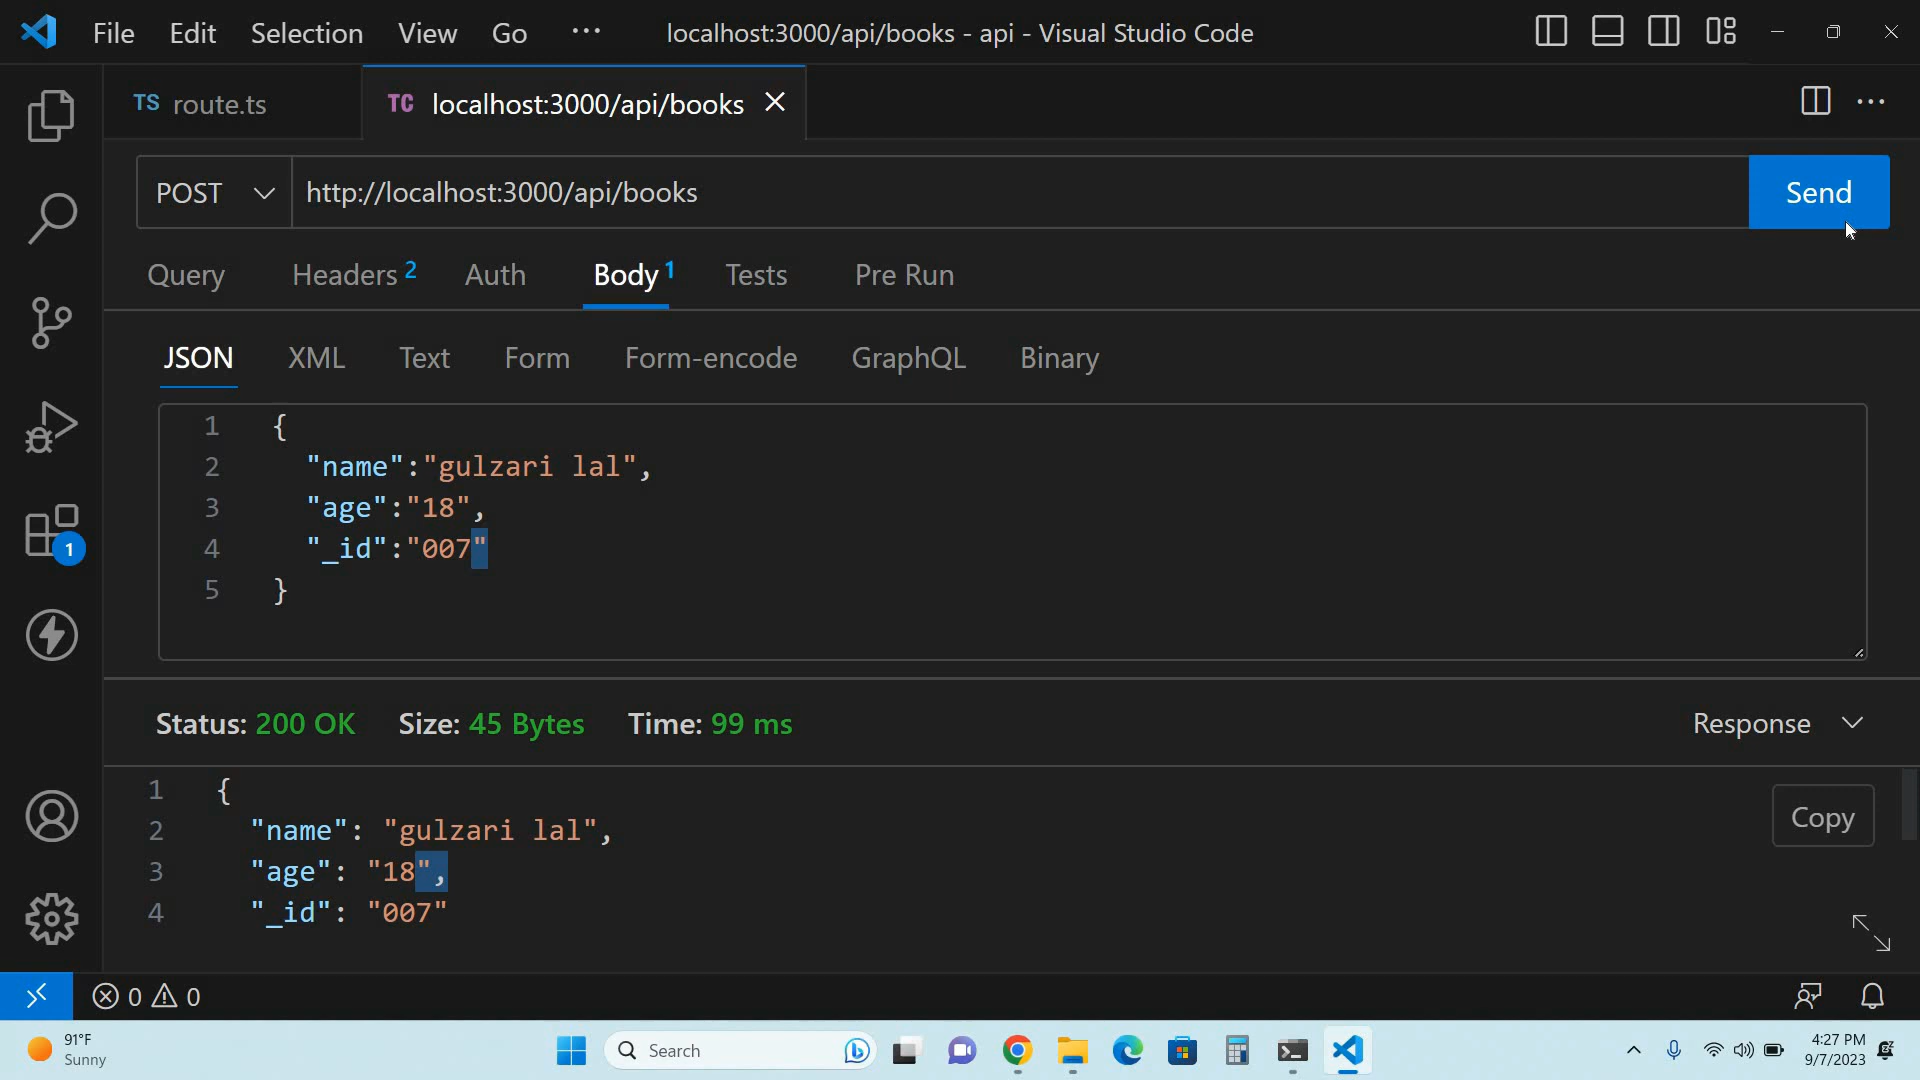 File Edit Selection View Go ··· localhost:3000/api/books - api - Visual Studio Code
TS route.ts TC localhost:3000/api/books
POST http://localhost:3000/api/books Send
Query Headers 2 Auth Body 1 Tests Pre Run
JSON XML Text Form Form-encode GraphQL Binary
1 {
2 "name":"gulzari lal",
3 "age":"18",
4 "_id":"007"
5 }
1
Status: 200 OK Size: 45 Bytes Time: 99 ms Response
1 {
2 "name": "gulzari lal",
3 "age": "18",
4 "_id": "007"
Copy
0 0
91°F
Sunny
Search
4:27 PM
9/7/2023